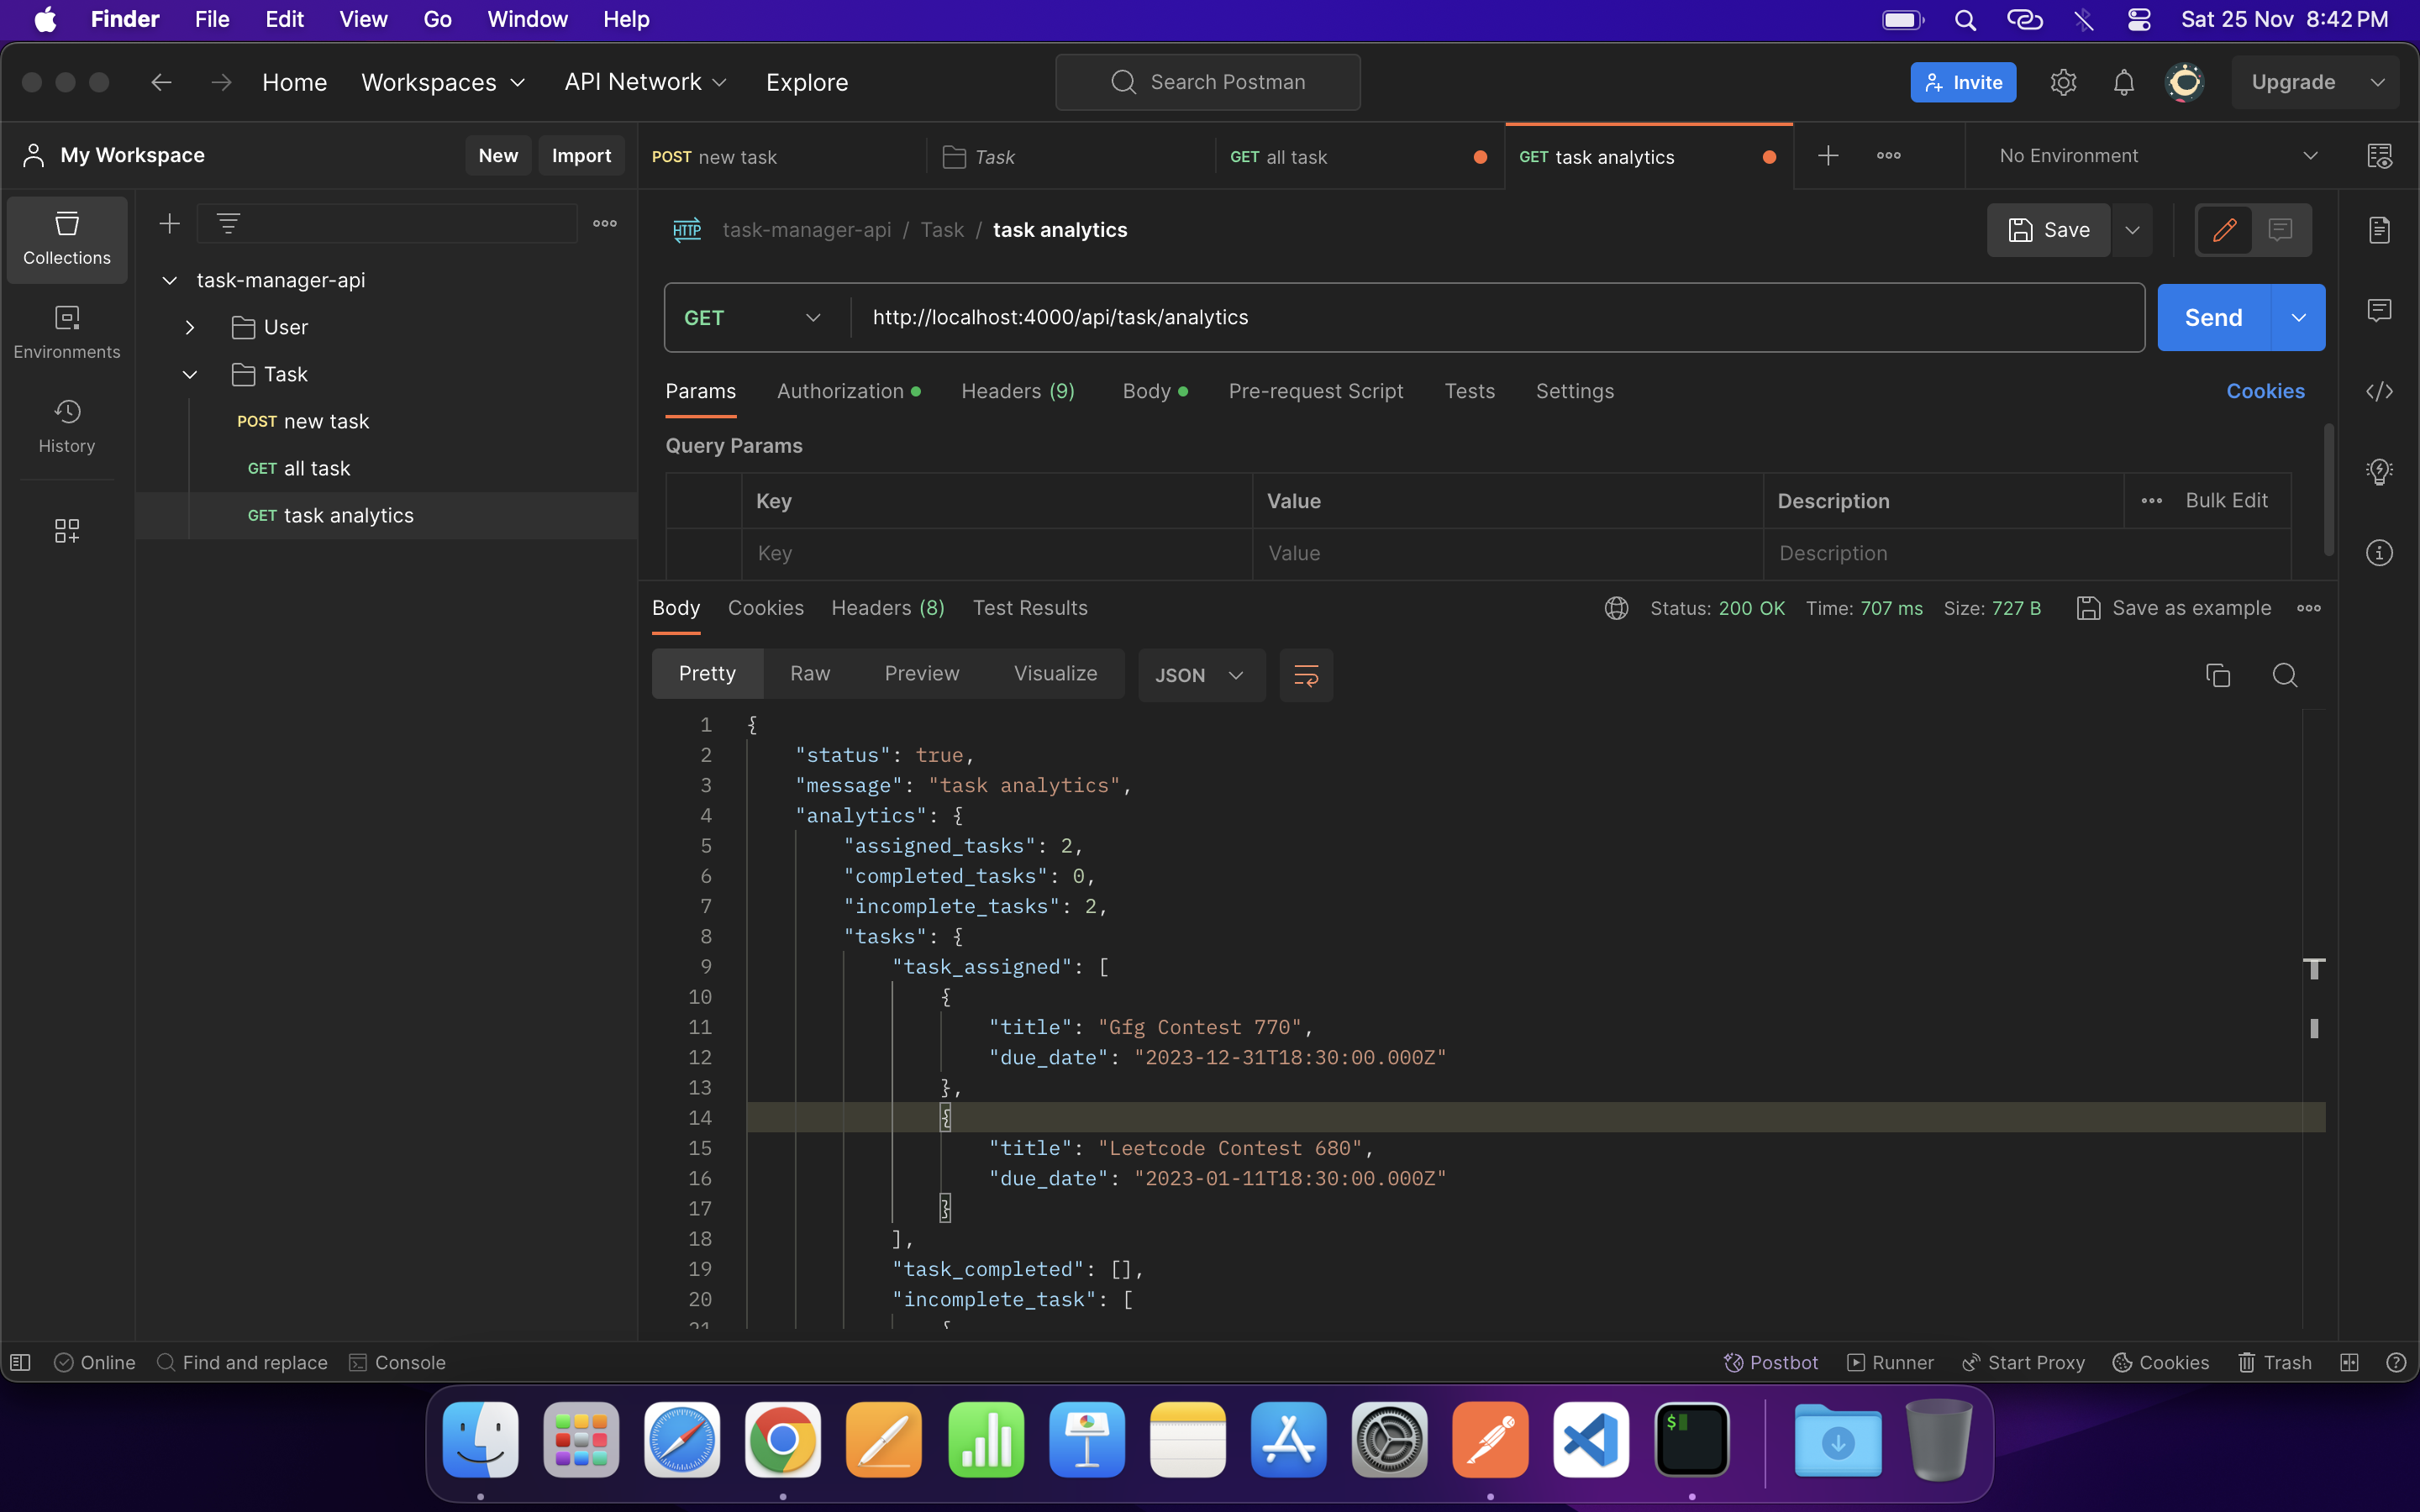 Finder File Edit View Go Window Help Sat 25 Nov 8:42 PM
Home Workspaces API Network Explore Search Postman Invite Upgrade
My Workspace New Import POST new task Task GET all task GET task analytics No Environment
Collections
Environments
History
task-manager-api
User
Task
POST new task
GET all task
GET task analytics
HTTP task-manager-api / Task / task analytics Save
GET http://localhost:4000/api/task/analytics Send
Params Authorization Headers (9) Body Pre-request Script Tests Settings Cookies
Query Params
Key Value Description Bulk Edit
Key Value Description
Body Cookies Headers (8) Test Results Status: 200 OK Time: 707 ms Size: 727 B Save as example
Pretty Raw Preview Visualize JSON
1 {
2 "status": true,
3 "message": "task analytics",
4 "analytics": {
5 "assigned_tasks": 2,
6 "completed_tasks": 0,
7 "incomplete_tasks": 2,
8 "tasks": {
9 "task_assigned": [
10 {
11 "title": "Gfg Contest 770",
12 "due_date": "2023-12-31T18:30:00.000Z"
13 },
14 {
15 "title": "Leetcode Contest 680",
16 "due_date": "2023-01-11T18:30:00.000Z"
17 }
18 ],
19 "task_completed": [],
20 "incomplete_task": [
21 {
Online Find and replace Console Postbot Runner Start Proxy Cookies Trash
$